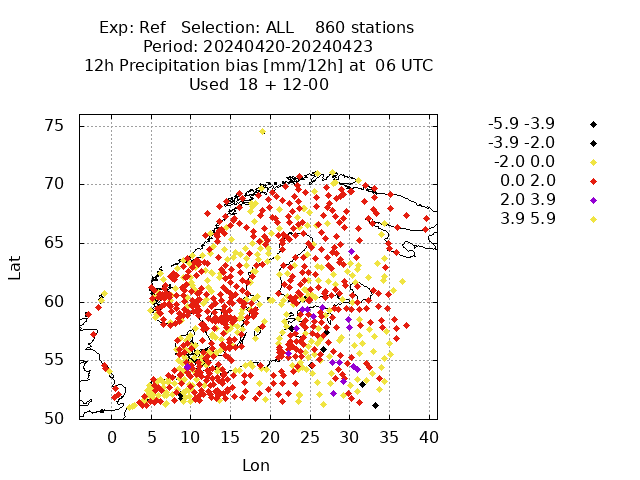 Exp: Ref Selection: ALL 860 stations
Period: 20240420-20240423
12h Precipitation bias [mm/12h] at 06 UTC
Used 18 + 12-00
-5.9 -3.9
-3.9 -2.0
-2.0 0.0
0.0 2.0
2.0 3.9
3.9 5.9
75
70
65
60
55
50
Lat
0 5 10 15 20 25 30 35 40
Lon